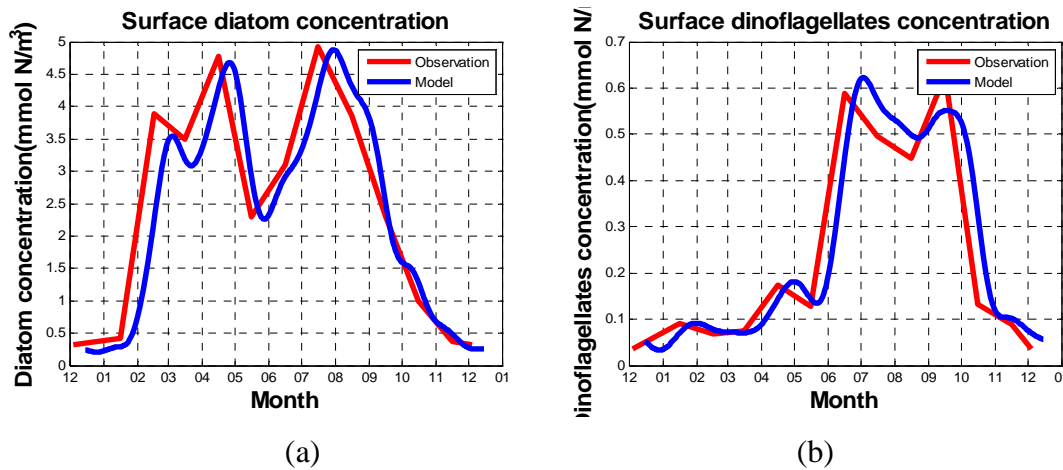 Surface diatom concentration
Diatom concentration(mmol N/m³)
5
4.5
4
3.5
3
2.5
2
1.5
1
0.5
0
12 01 02 03 04 05 06 07 08 09 10 11 12 01
Month
Observation
Model
(a)
Surface dinoflagellates concentration
Dinoflagellates concentration(mmol N/
0.7
0.6
0.5
0.4
0.3
0.2
0.1
0
12 01 02 03 04 05 06 07 08 09 10 11 12 0
Month
Observation
Model
(b)